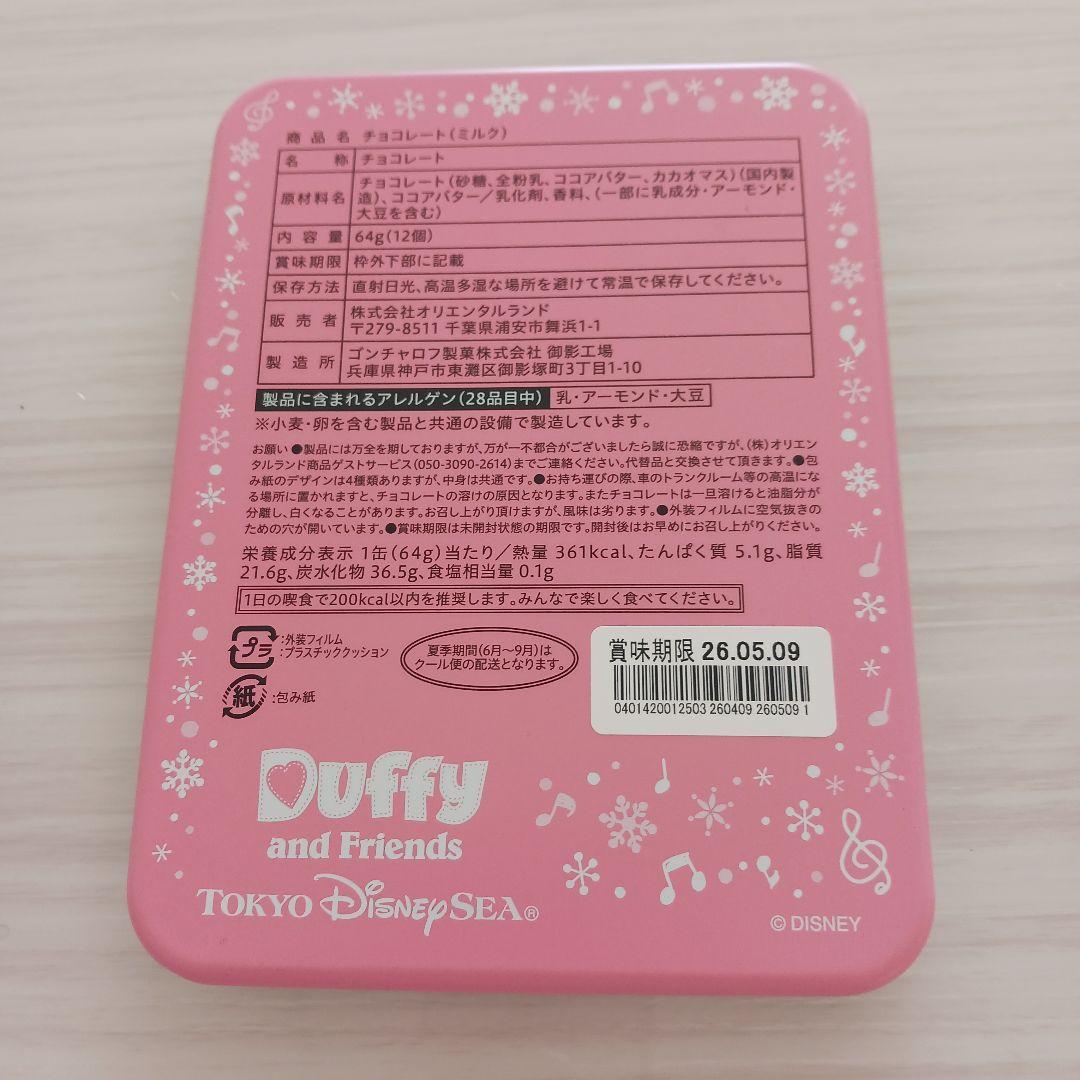 商品名 チョコレート(ミルク)
名称 チョコレート
原材料名 チョコレート(砂糖、全粉乳、ココアバター、カカオマス)(国内製
造)、ココアバター/乳化剤、香料、(一部に乳成分・アーモンド・
大豆を含む)
内容量 64g(12個)
賞味期限 枠外下部に記載
保存方法 直射日光、高温多湿な場所を避けて常温で保存してください。
販売者 株式会社オリエンタルランド
〒279-8511 千葉県浦安市舞浜1-1
製造所 ゴンチャロフ製菓株式会社 御影工場
兵庫県神戸市東灘区御影塚町3丁目1-10
製品に含まれるアレルゲン(28品目中) 乳・アーモンド・大豆
※小麦・卵を含む製品と共通の設備で製造しています。
お願い ●製品には万全を期しておりますが、万が一不都合がございましたら誠に恐縮ですが、(株)オリエン
タルランド商品ゲストサービス(050-3090-2614)までご連絡ください。代替品と交換させて頂きます。●包
み紙のデザインは4種類ありますが、中身は共通です。●お持ち運びの際、車のトランクルーム等の高温にな
る場所に置かれますと、チョコレートの溶けの原因となります。またチョコレートは一旦溶けると油脂分が
分離し、白くなることがあります。お召し上がり頂けますが、風味は劣ります。●外装フィルムに空気抜きの
ための穴が開いています。●賞味期限は未開封状態の期限です。開封後はお早めにお召し上がりください。
栄養成分表示 1缶(64g)当たり/熱量 361kcal、たんぱく質 5.1g、脂質
21.6g、炭水化物 36.5g、食塩相当量 0.1g
1日の喫食で200kcal以内を推奨します。みんなで楽しく食べてください。
プラ :外装フィルム
:プラスチッククッション
紙 :包み紙
夏季期間(6月〜9月)は
クール便の配送となります。
賞味期限 26.05.09
0401420012503 260409 260509 1
Duffy
and Friends
TOKYO DISNEYSEA®
© DISNEY